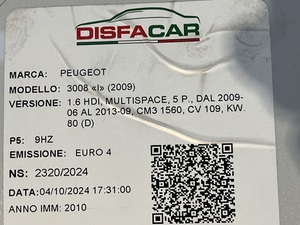 DISFACAR
MARCA: PEUGEOT
MODELLO: 3008 «I» (2009)
VERSIONE: 1.6 HDI, MULTISPACE, 5 P., DAL 2009-
06 AL 2013-09, CM3 1560, CV 109, KW.
80 (D)
P5: 9HZ
EMISSIONE: EURO 4
NS: 2320/2024
DATA:04/10/2024 17:31:00
ANNO IMM: 2010